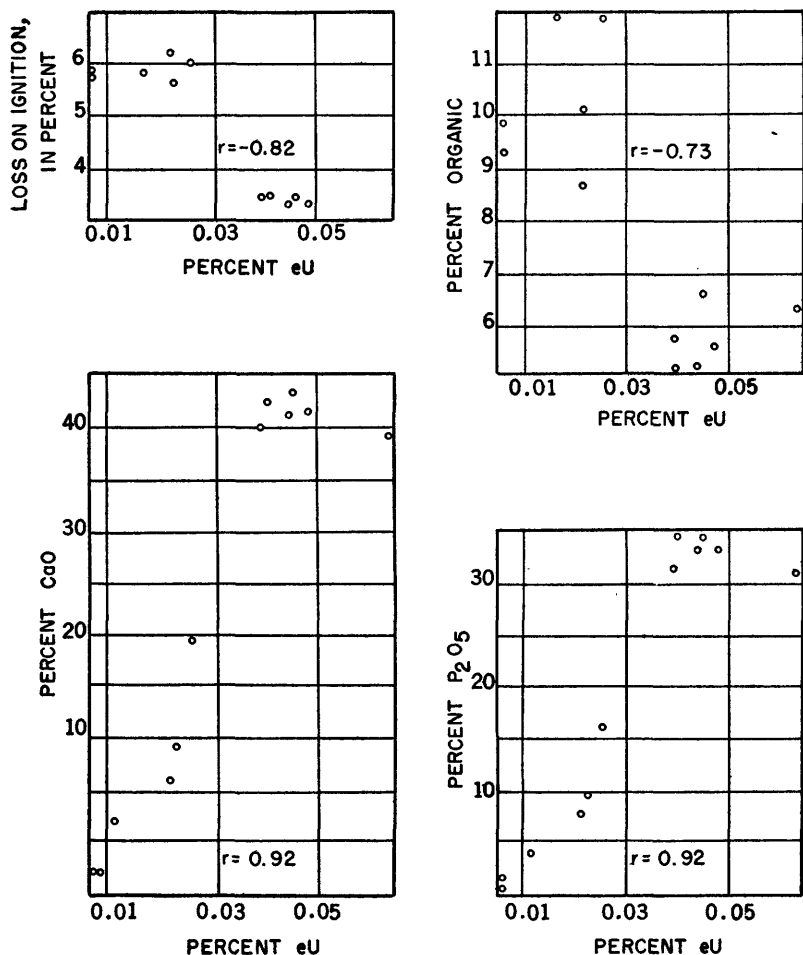 LOSS ON IGNITION,
IN PERCENT
6
5
4
r=-0.82
0.01 0.03 0.05
PERCENT eU
PERCENT ORGANIC
11
10
9
8
7
6
r=-0.73
0.01 0.03 0.05
PERCENT eU
PERCENT CaO
40
30
20
10
r= 0.92
0.01 0.03 0.05
PERCENT eU
PERCENT P₂O₅
30
20
10
r= 0.92
0.01 0.03 0.05
PERCENT eU